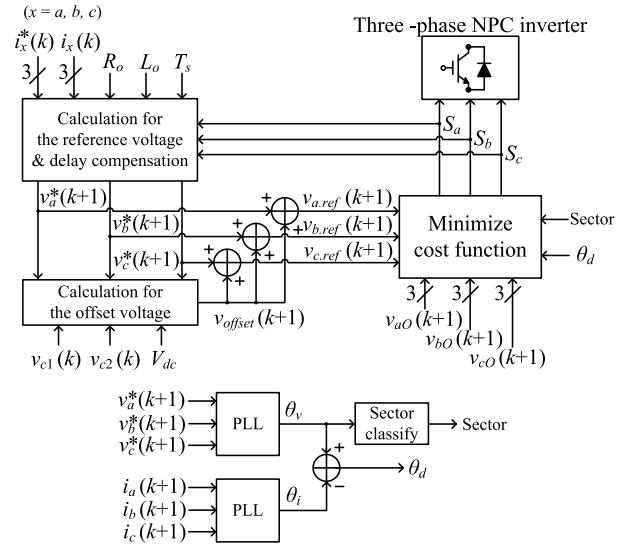 (x = a, b, c)
i*x(k) ix(k) Ro Lo Ts
3 3
Three -phase NPC inverter
Calculation for
the reference voltage
& delay compensation
Sa
Sb
Sc
v*a(k+1)
v*b(k+1)
v*c(k+1)
+ + + + + +
va.ref (k+1)
vb.ref (k+1)
vc.ref (k+1)
Minimize
cost function
Sector
θd
Calculation for
the offset voltage
voffset (k+1)
3 3 3
vaO (k+1)
vbO (k+1)
vcO (k+1)
vc1(k) vc2(k) Vdc
v*a(k+1)
v*b(k+1)
v*c(k+1)
PLL
θv
Sector
classify
Sector
+
−
θd
ia(k+1)
ib(k+1)
ic(k+1)
PLL
θi